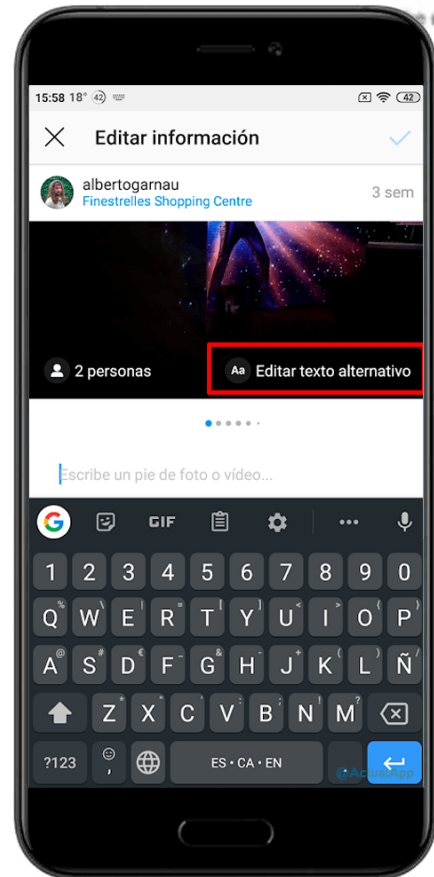 15:58 18° 42 42
Editar información
albertogarnau
3 sem
Finestrelles Shopping Centre
2 personas
Aa Editar texto alternativo
Escribe un pie de foto o vídeo...
G GIF
1 2 3 4 5 6 7 8 9 0
Q W E R T Y U I O P
A S D F G H J K L Ñ
Z X C V B N M
?123 , ES • CA • EN .
@ActualApp